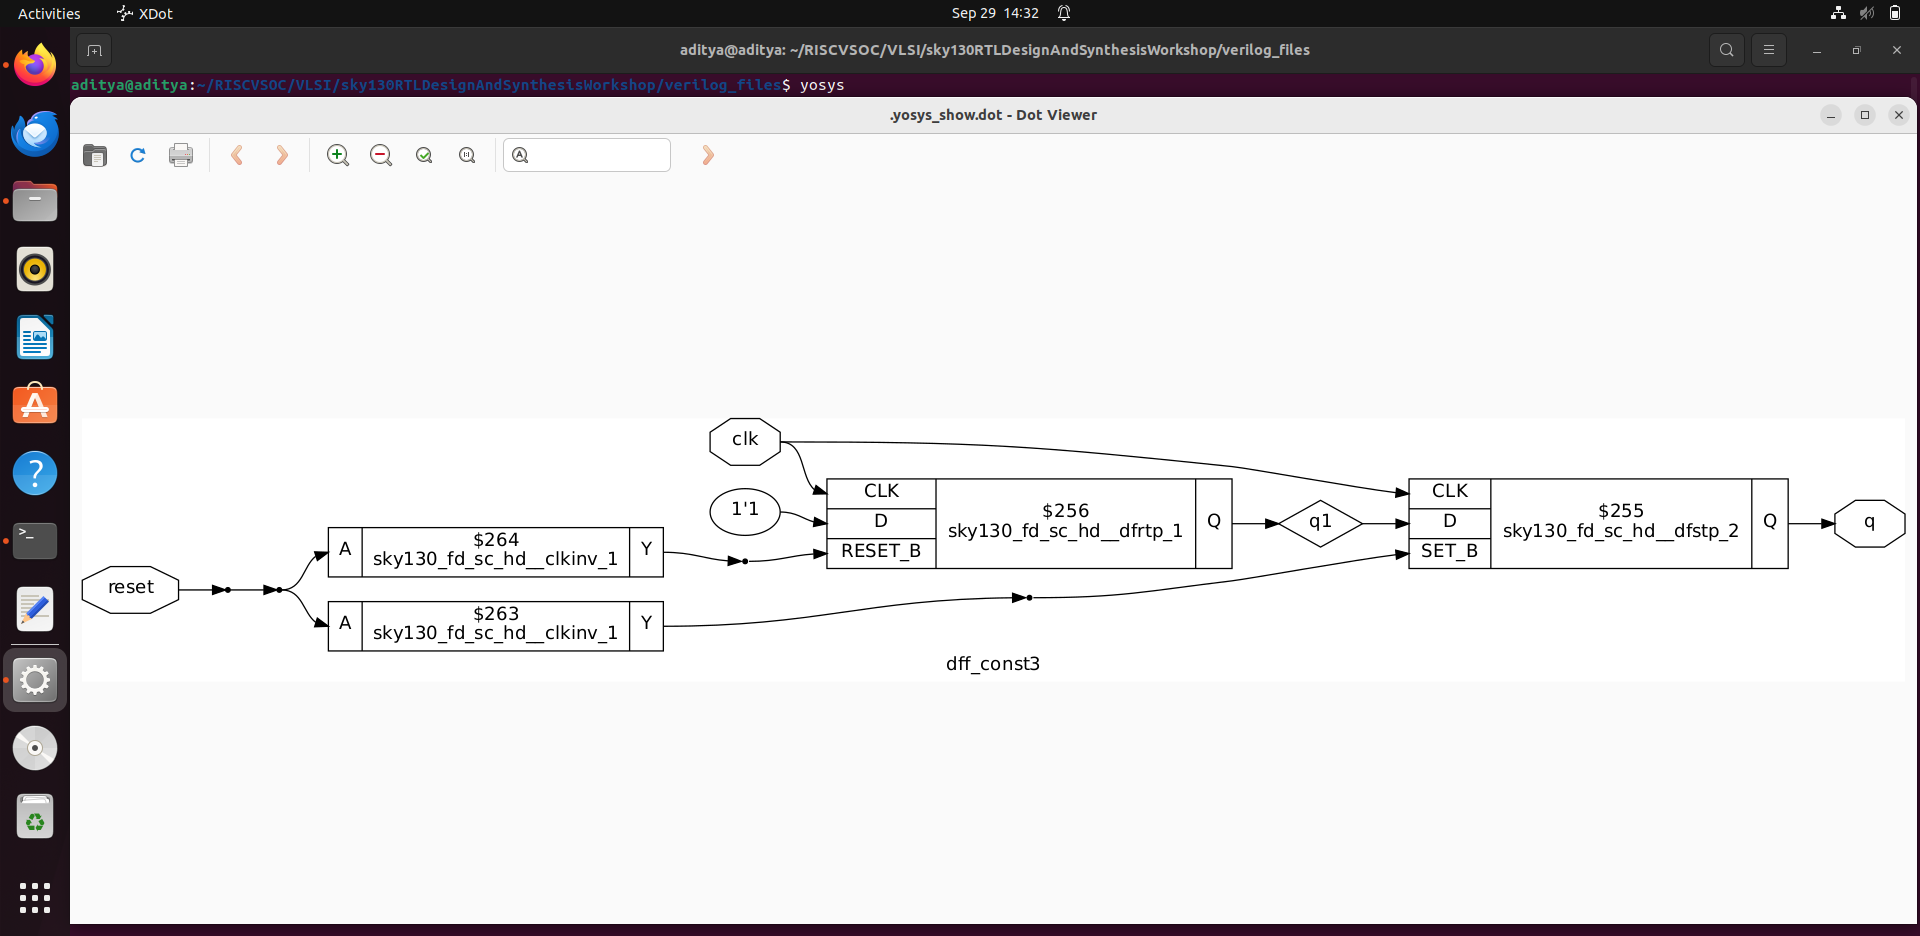 Activities
XDot
Sep 29 14:32
aditya@aditya: ~/RISCVSOC/VLSI/sky130RTLDesignAndSynthesisWorkshop/verilog_files
aditya@aditya:~/RISCVSOC/VLSI/sky130RTLDesignAndSynthesisWorkshop/verilog_files$ yosys
.yosys_show.dot - Dot Viewer
clk
1'1
CLK
D
RESET_B
$256
sky130_fd_sc_hd__dfrtp_1
Q
q1
CLK
D
SET_B
$255
sky130_fd_sc_hd__dfstp_2
Q
q
reset
A
$264
sky130_fd_sc_hd__clkinv_1
Y
A
$263
sky130_fd_sc_hd__clkinv_1
Y
dff_const3